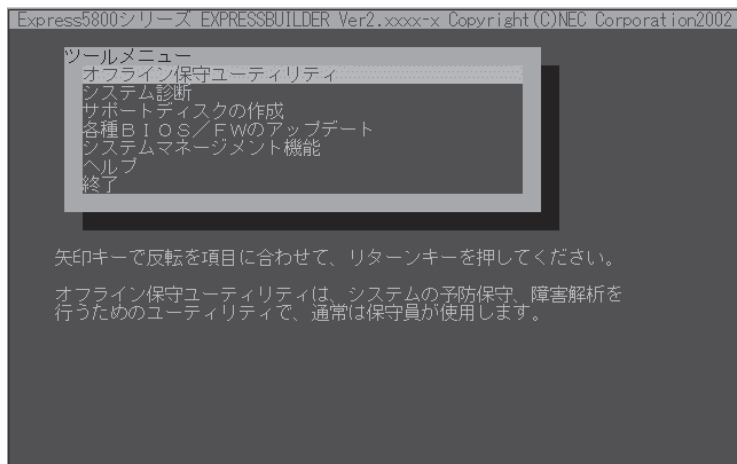 Express5800シリーズ EXPRESSBUILDER Ver2.xxxx-x Copyright(C)NEC Corporation2002
ツールメニュー
オフライン保守ユーティリティ
システム診断
サポートディスクの作成
各種ＢＩＯＳ／ＦＷのアップデート
システムマネージメント機能
ヘルプ
終了
矢印キーで反転を項目に合わせて、リターンキーを押してください。
オフライン保守ユーティリティは、システムの予防保守、障害解析を
行うためのユーティリティで、通常は保守員が使用します。